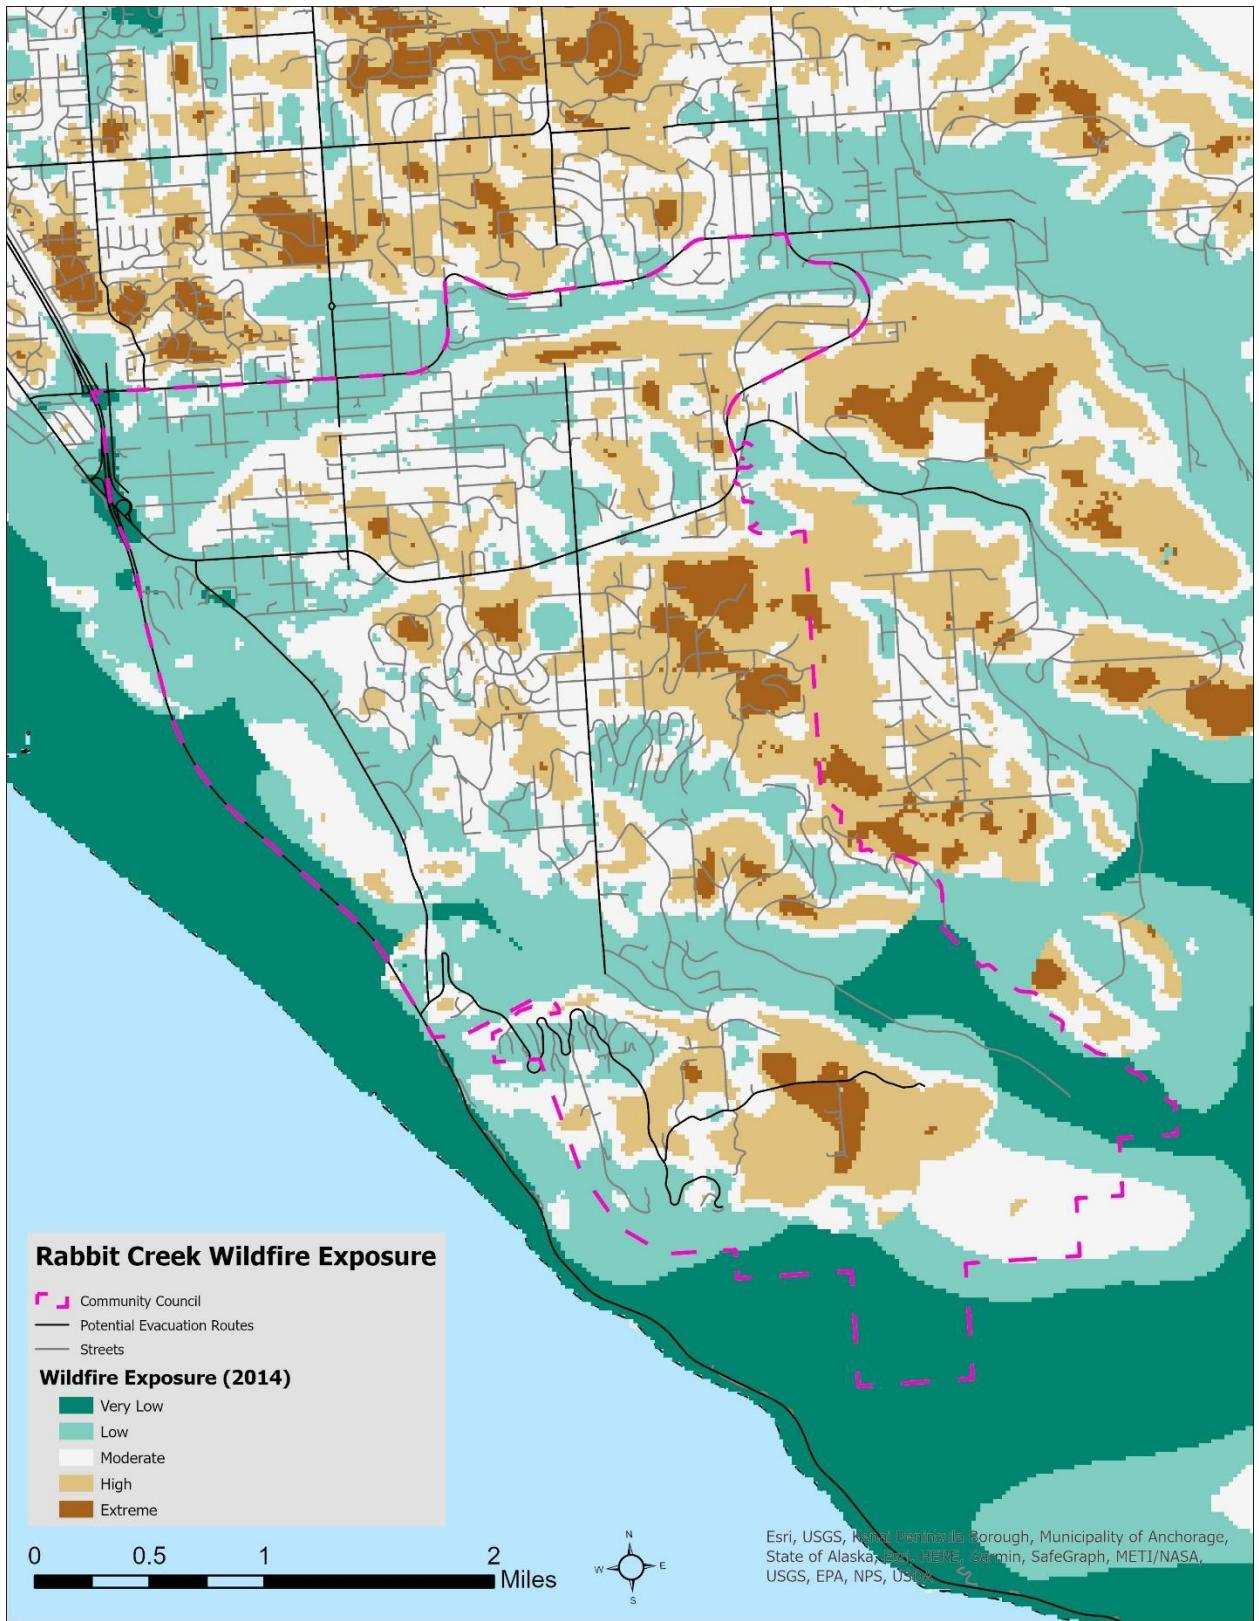 Rabbit Creek Wildfire Exposure
Community Council
Potential Evacuation Routes
Streets
Wildfire Exposure (2014)
Very Low
Low
Moderate
High
Extreme
0 0.5 1 2
Miles
N
W E
S
Esri, USGS, Kenai Peninsula Borough, Municipality of Anchorage,
State of Alaska, Esri, HERE, Garmin, SafeGraph, METI/NASA,
USGS, EPA, NPS, USDA